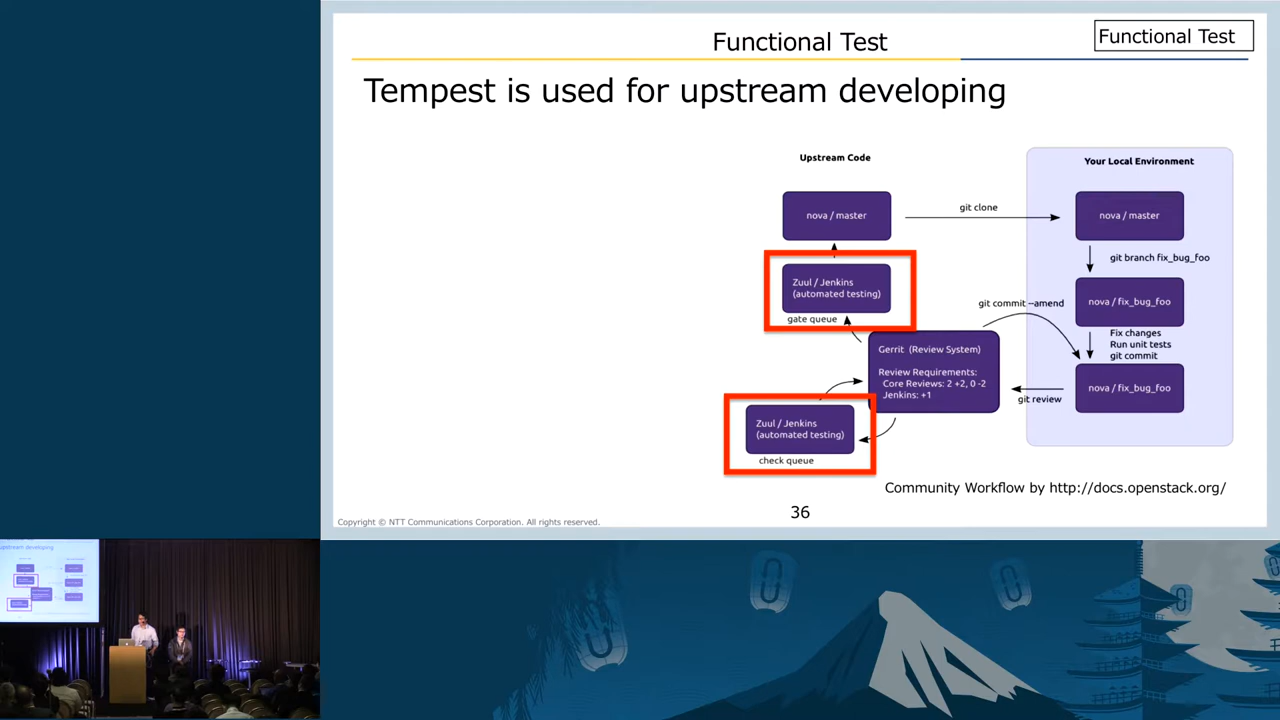 Functional Test
Functional Test
Tempest is used for upstream developing
Upstream Code
Your Local Environment
nova / master
git clone
nova / master
git branch fix_bug_foo
Zuul / Jenkins
(automated testing)
gate queue
git commit --amend
nova / fix_bug_foo
Fix changes
Run unit tests
git commit
Gerrit (Review System)
Review Requirements:
Core Reviews: 2 +2, 0 -2
Jenkins: +1
git review
nova / fix_bug_foo
Zuul / Jenkins
(automated testing)
check queue
Community Workflow by http://docs.openstack.org/
36
Copyright © NTT Communications Corporation. All rights reserved.
upstream developing